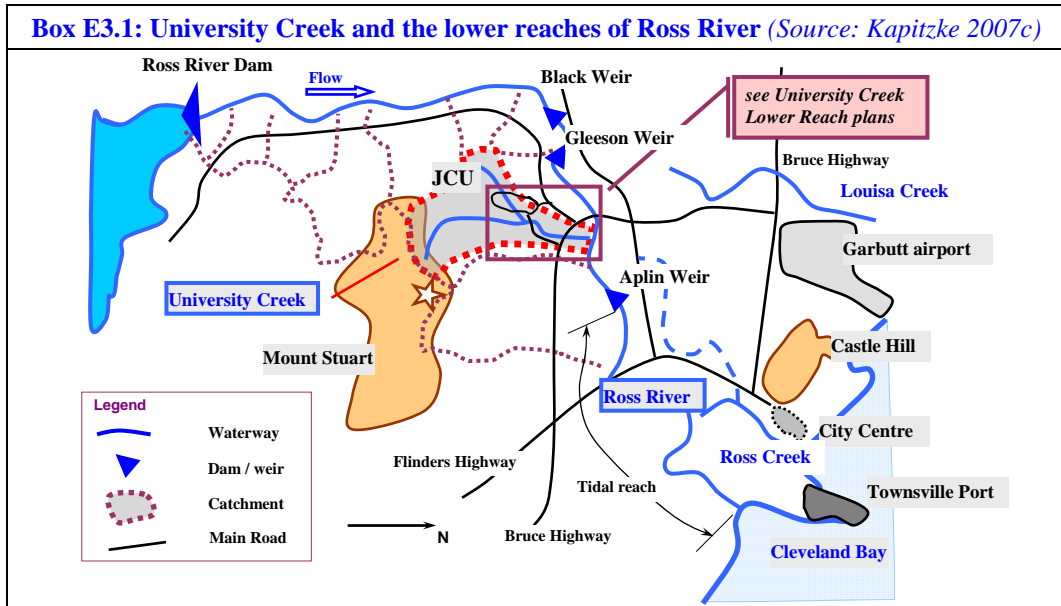 Box E3.1: University Creek and the lower reaches of Ross River (Source: Kapitzke 2007c)
Ross River Dam
Flow
Black Weir
see University Creek
Lower Reach plans
Gleeson Weir
Bruce Highway
JCU
Louisa Creek
Garbutt airport
University Creek
Aplin Weir
Mount Stuart
Castle Hill
Ross River
Legend
Waterway
City Centre
Ross Creek
Flinders Highway
Dam / weir
Tidal reach
Townsville Port
Catchment
Main Road
N
Bruce Highway
Cleveland Bay